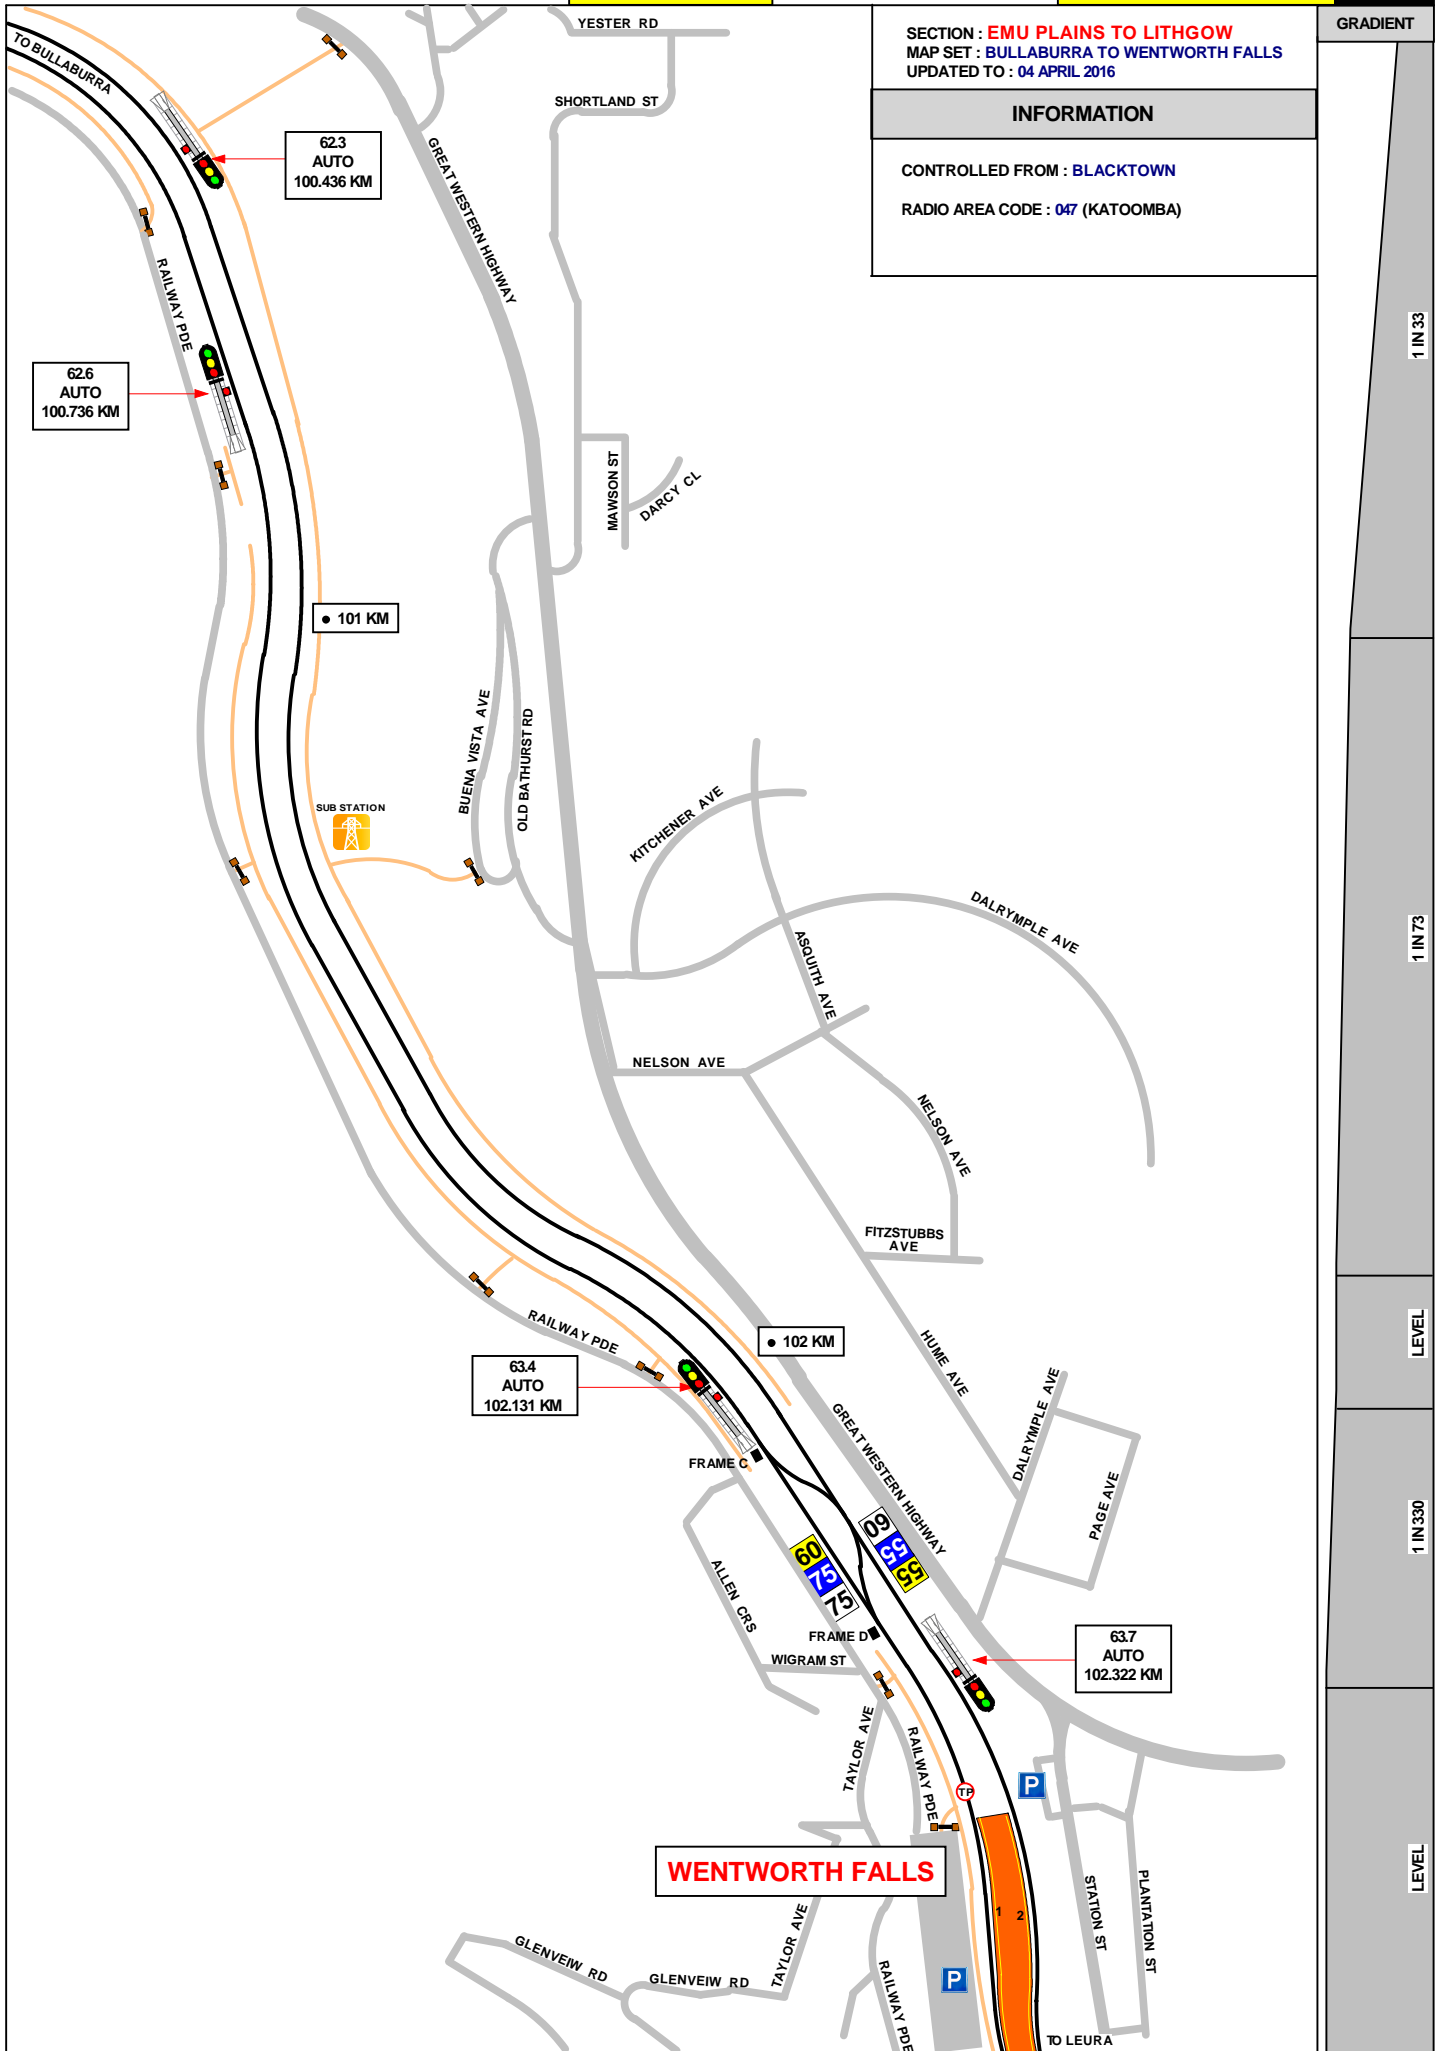 YESTER RD
SECTION : EMU PLAINS TO LITHGOW
MAP SET : BULLABURRA TO WENTWORTH FALLS
UPDATED TO : 04 APRIL 2016
GRADIENT
INFORMATION
CONTROLLED FROM : BLACKTOWN
RADIO AREA CODE : 047 (KATOOMBA)
TO BULLABURRA
SHORTLAND ST
62.3
AUTO
100.436 KM
GREAT WESTERN HIGHWAY
RAILWAY PDE
1 IN 33
62.6
AUTO
100.736 KM
MAWSON ST
DARCY CL
101 KM
BUENA VISTA AVE
OLD BATHURST RD
SUB STATION
KITCHENER AVE
DALRYMPLE AVE
ASQUITH AVE
1 IN 73
NELSON AVE
NELSON AVE
FITZSTUBBS
AVE
RAILWAY PDE
102 KM
HUME AVE
LEVEL
63.4
AUTO
102.131 KM
DALRYMPLE AVE
GREAT WESTERN HIGHWAY
FRAME C
PAGE AVE
1 IN 330
60
55
55
60
75
75
ALLEN CRS
FRAME D
WIGRAM ST
63.7
AUTO
102.322 KM
TAYLOR AVE
RAILWAY PDE
TP
P
WENTWORTH FALLS
LEVEL
1 2
STATION ST
PLANTATION ST
TAYLOR AVE
GLENVEIW RD
GLENVEIW RD
P
RAILWAY PDE
TO LEURA